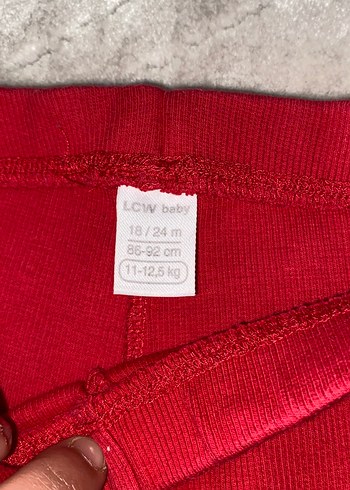 LCW baby
18 / 24 m
86-92 cm
11-12,5 kg